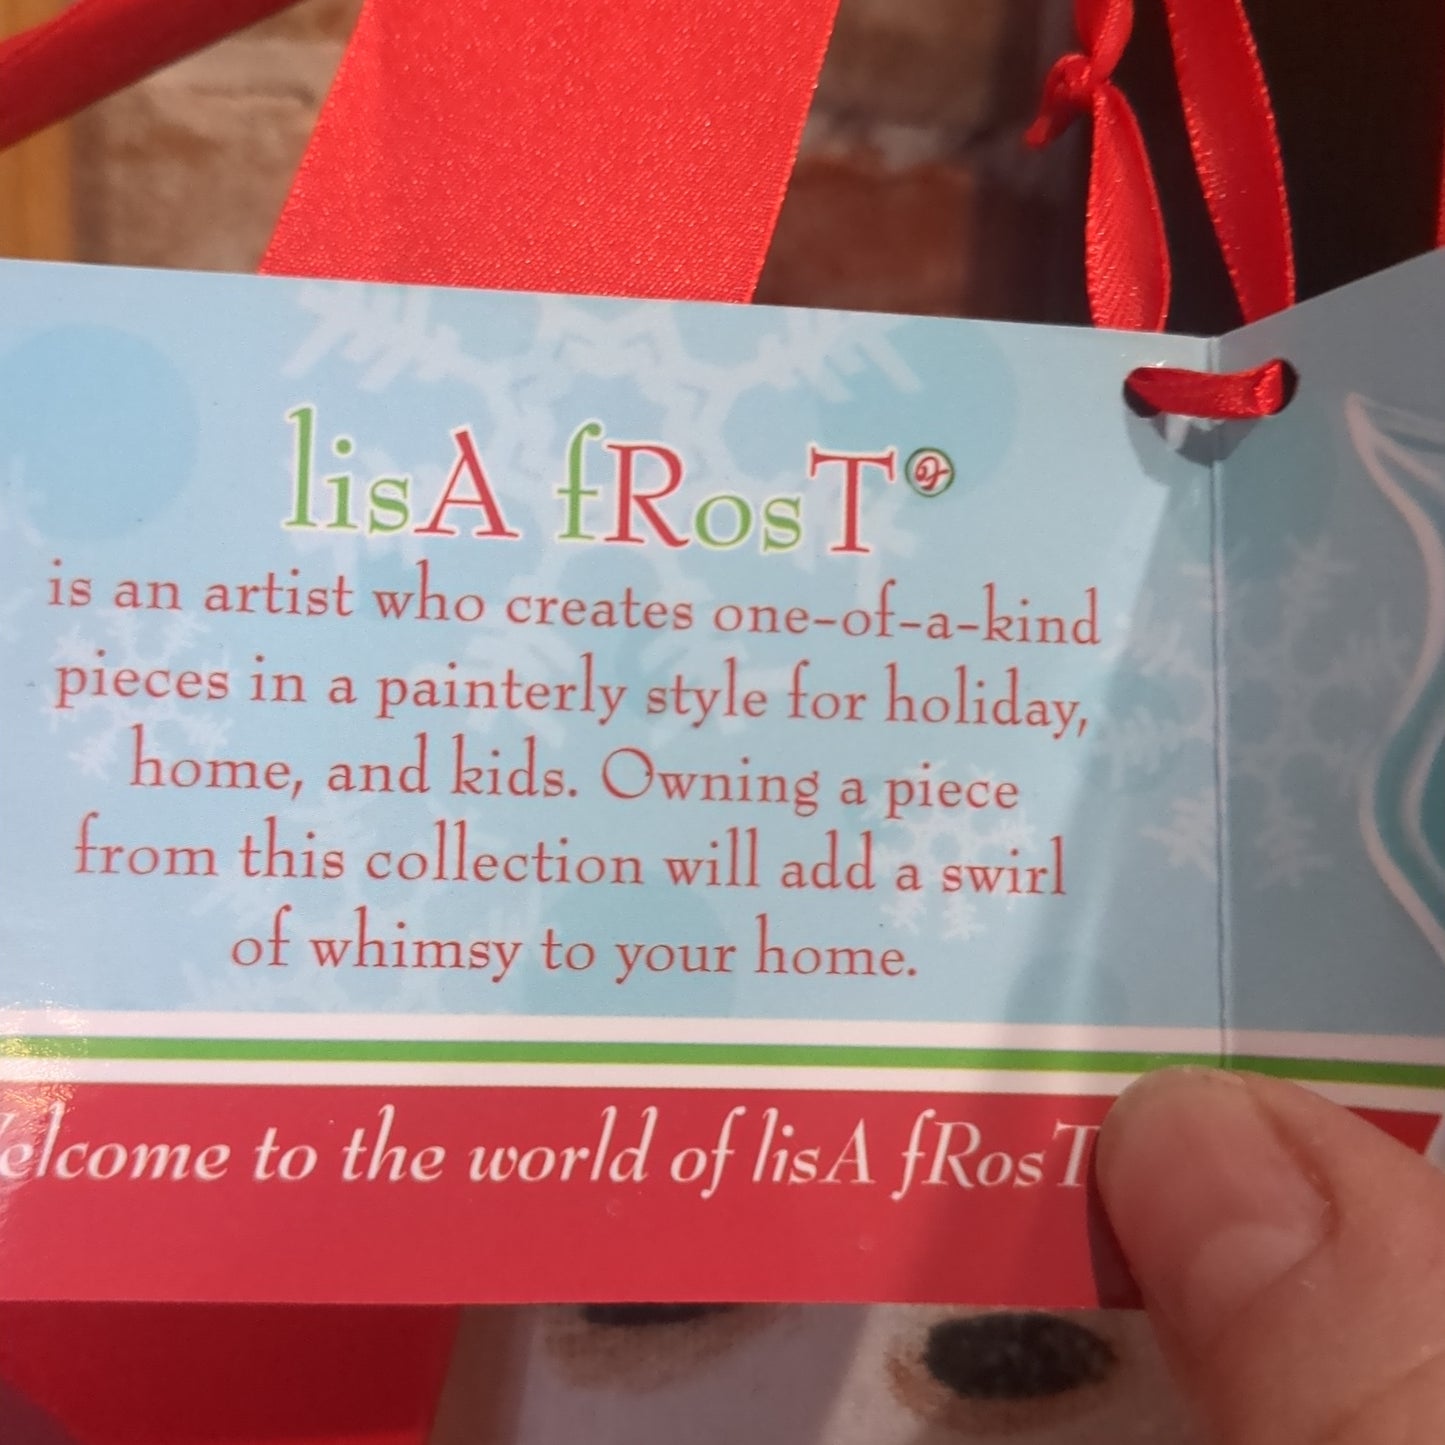 lisA fRosT®
is an artist who creates one-of-a-kind
pieces in a painterly style for holiday,
home, and kids. Owning a piece
from this collection will add a swirl
of whimsy to your home.
elcome to the world of lisA fRosT